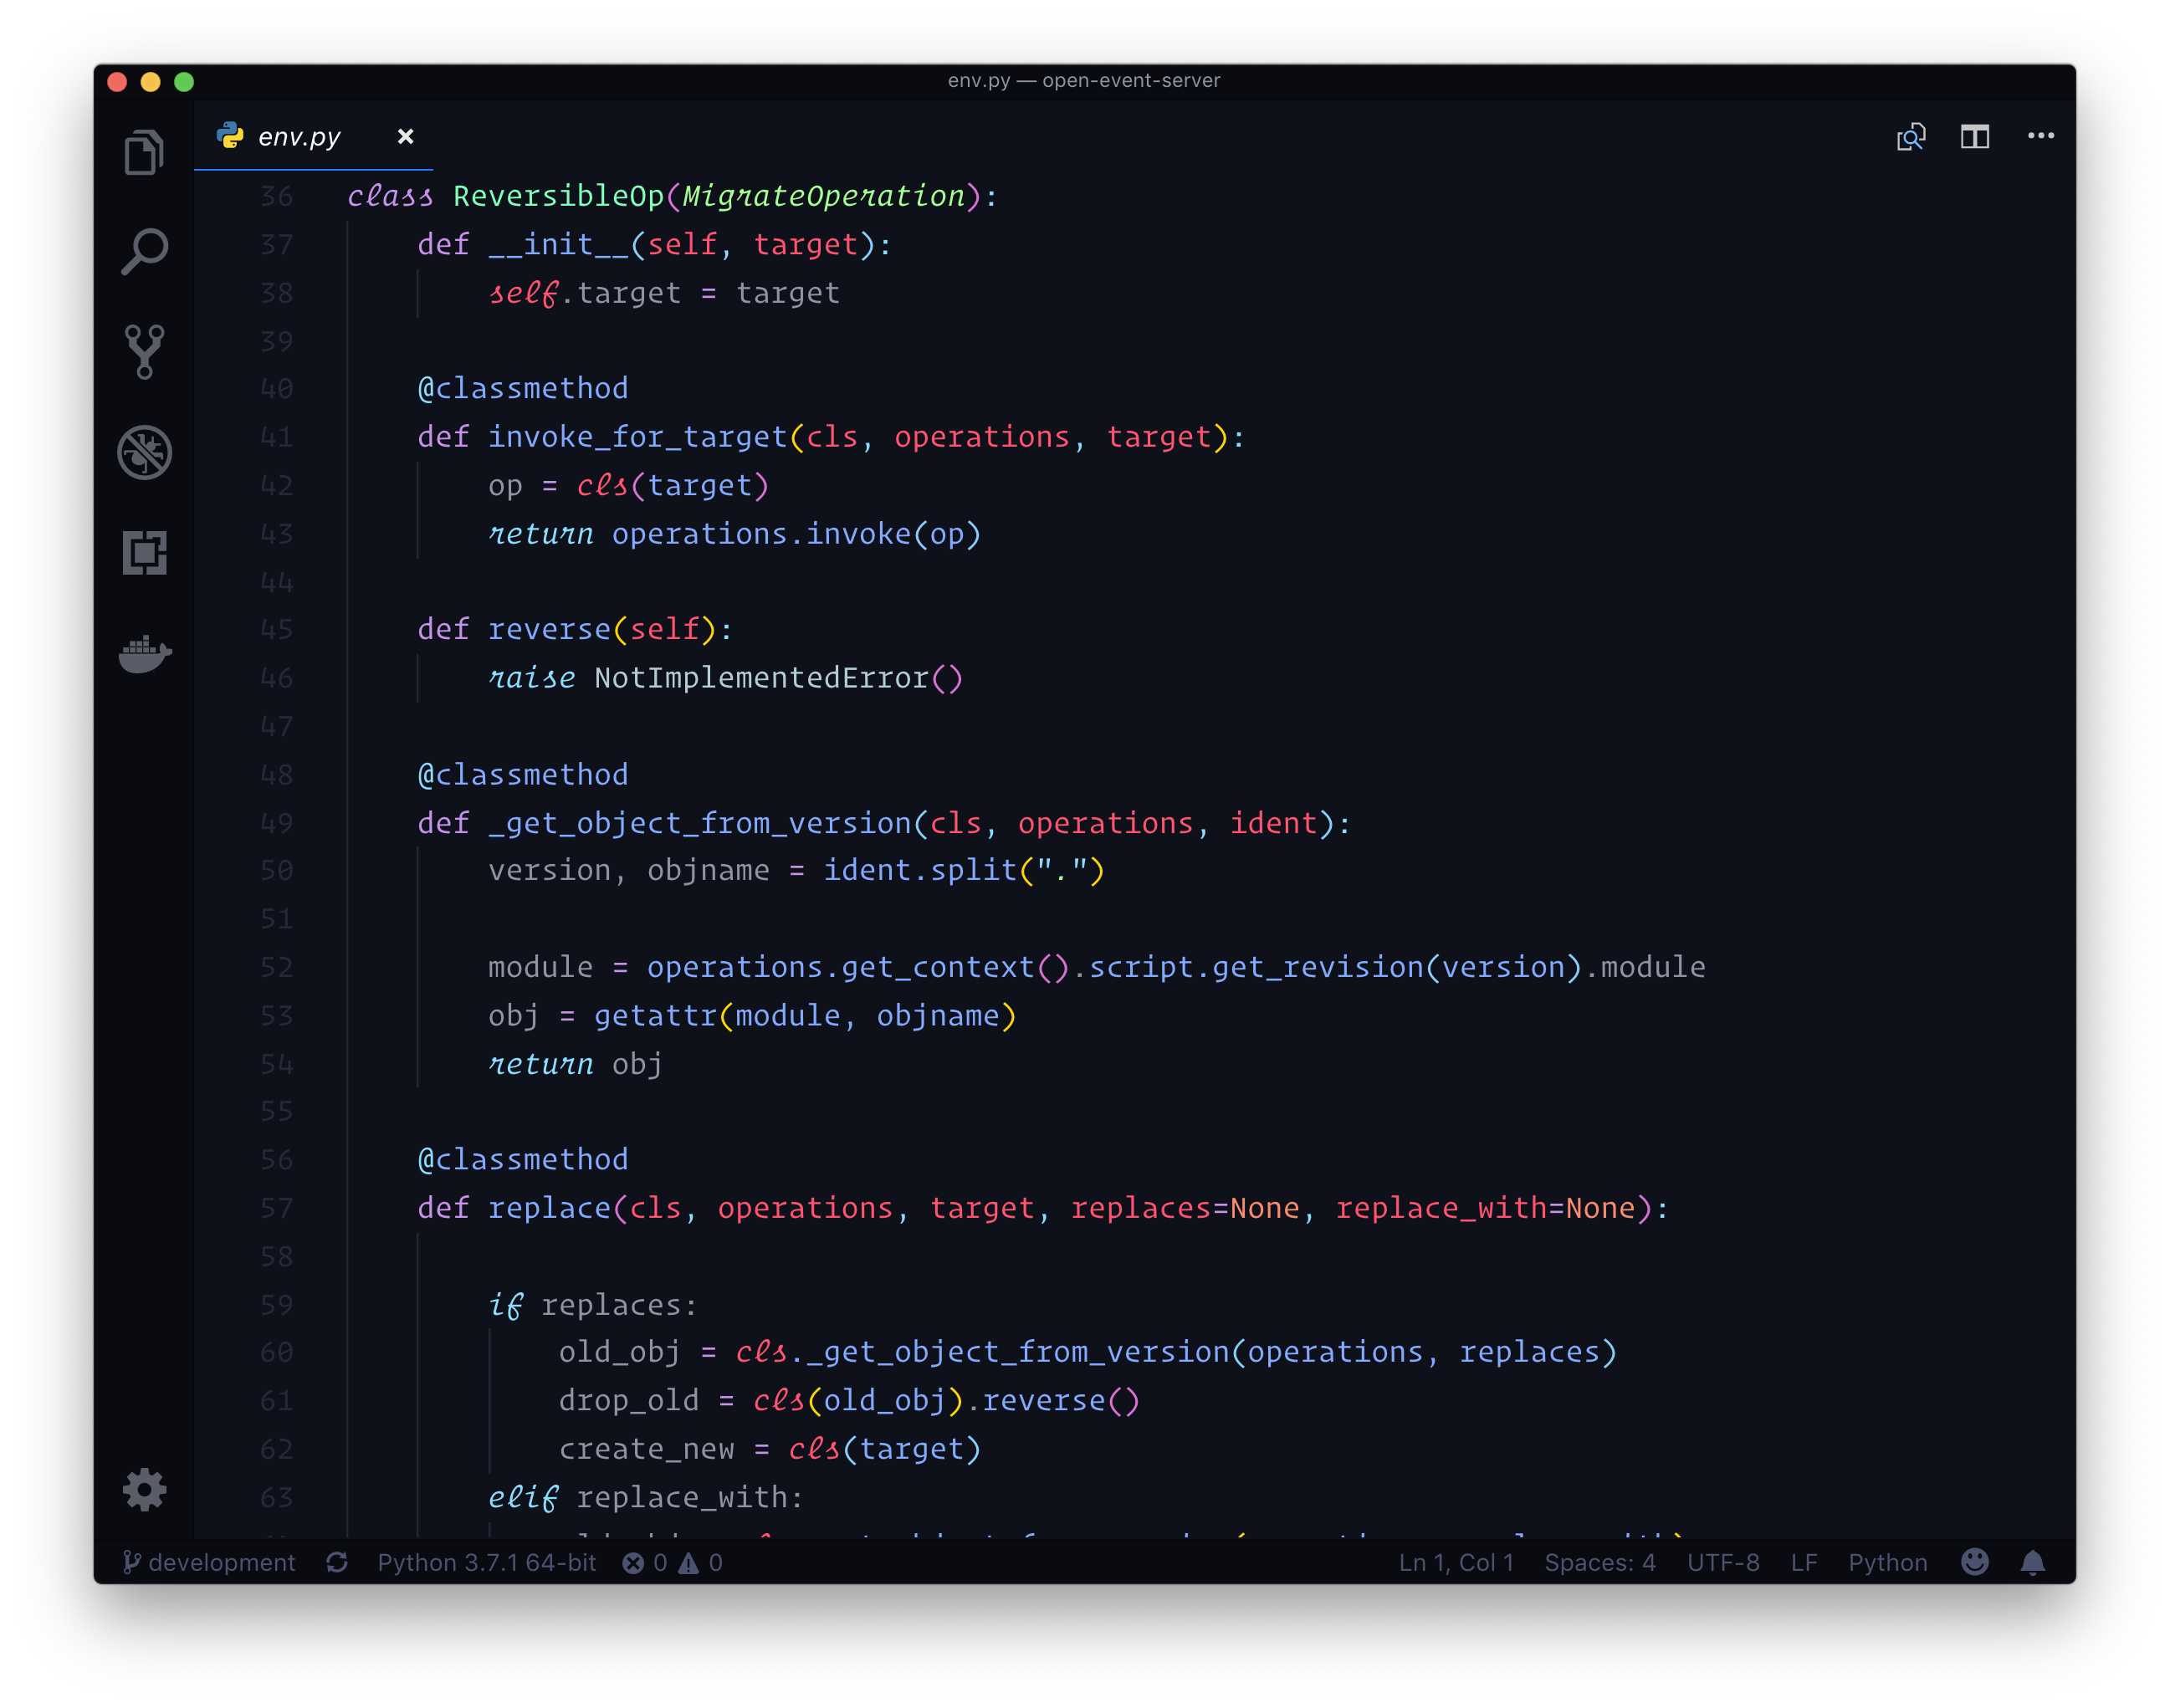 env.py — open-event-server
env.py
36 class ReversibleOp(MigrateOperation):
37     def __init__(self, target):
38         self.target = target
39
40     @classmethod
41     def invoke_for_target(cls, operations, target):
42         op = cls(target)
43         return operations.invoke(op)
44
45     def reverse(self):
46         raise NotImplementedError()
47
48     @classmethod
49     def _get_object_from_version(cls, operations, ident):
50         version, objname = ident.split(".")
51
52         module = operations.get_context().script.get_revision(version).module
53         obj = getattr(module, objname)
54         return obj
55
56     @classmethod
57     def replace(cls, operations, target, replaces=None, replace_with=None):
58
59         if replaces:
60             old_obj = cls._get_object_from_version(operations, replaces)
61             drop_old = cls(old_obj).reverse()
62             create_new = cls(target)
63         elif replace_with:
development Python 3.7.1 64-bit 0 0 Ln 1, Col 1 Spaces: 4 UTF-8 LF Python